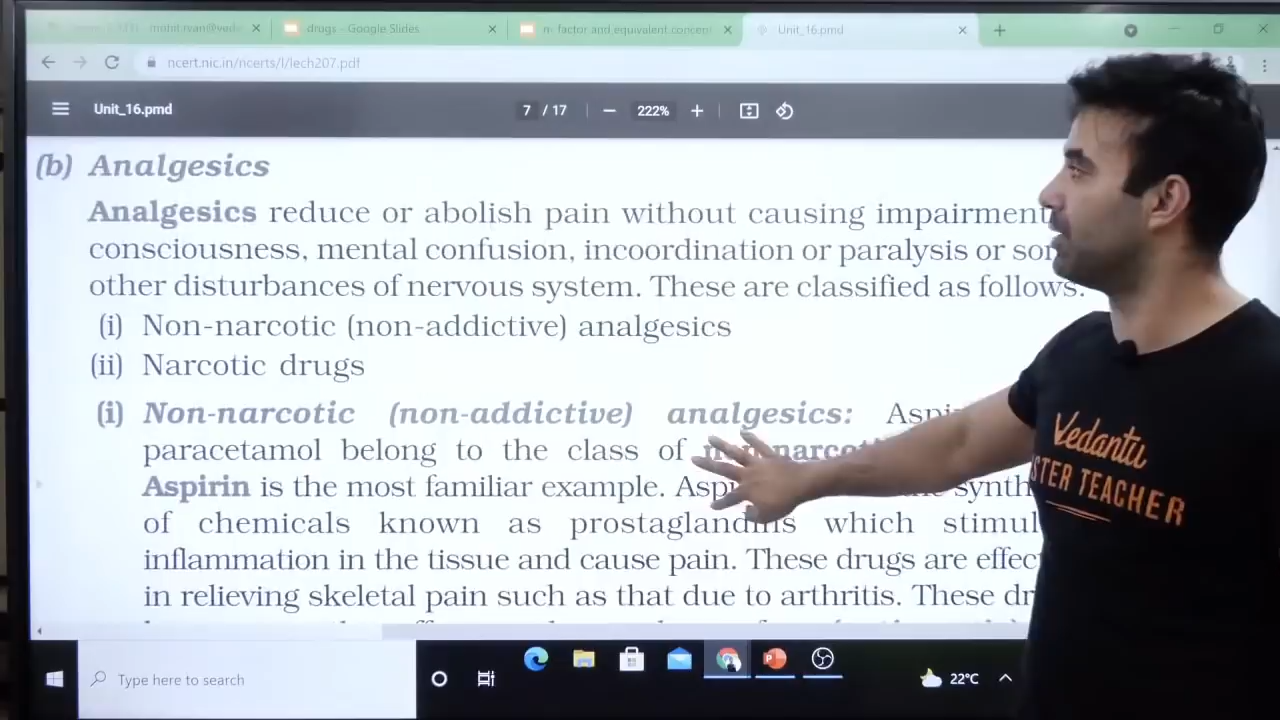 drugs - Google Slides
n- factor and equivalent concept
Unit_16.pmd
ncert.nic.in/ncerts/l/lech207.pdf
Unit_16.pmd
7 / 17
222%
(b) Analgesics
Analgesics reduce or abolish pain without causing impairment
consciousness, mental confusion, incoordination or paralysis or
other disturbances of nervous system. These are classified as follows:
(i) Non-narcotic (non-addictive) analgesics
(ii) Narcotic drugs
(i) Non-narcotic (non-addictive) analgesics:
paracetamol belong to the class of
Aspirin is the most familiar example.
of chemicals known as prostaglandins which
inflammation in the tissue and cause pain. These drugs are
in relieving skeletal pain such as that due to arthritis. These
Vedantu
TEACHER
Type here to search
22°C